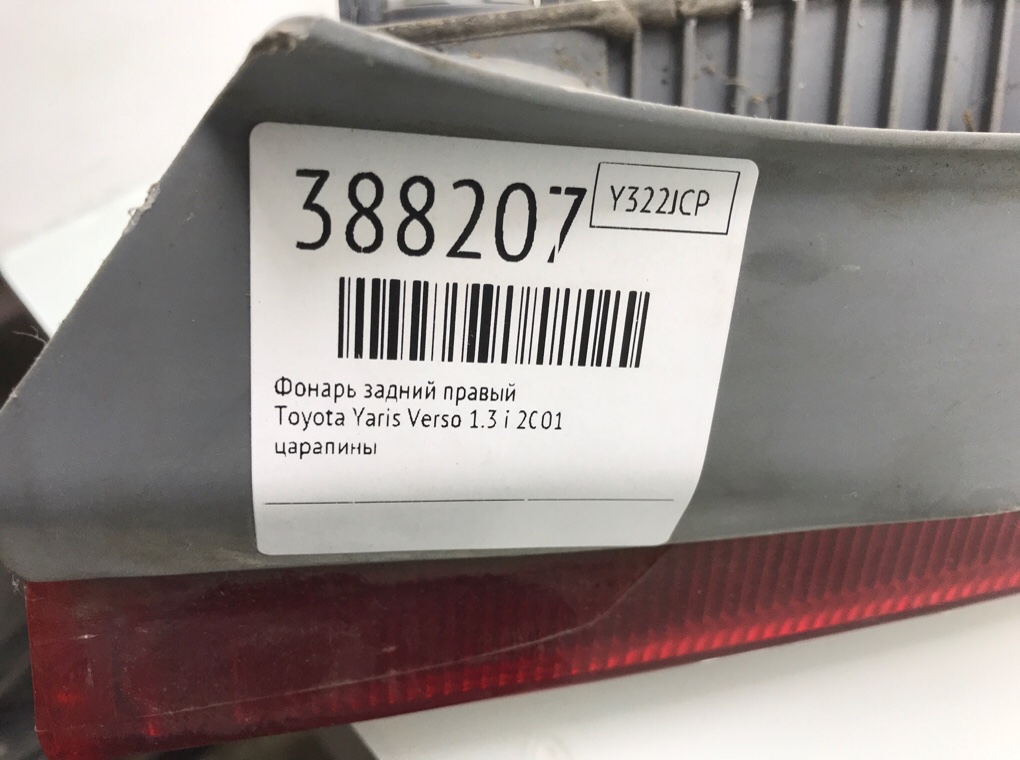 388207
Y322JCP
Фонарь задний правый
Toyota Yaris Verso 1.3 i 2001
царапины